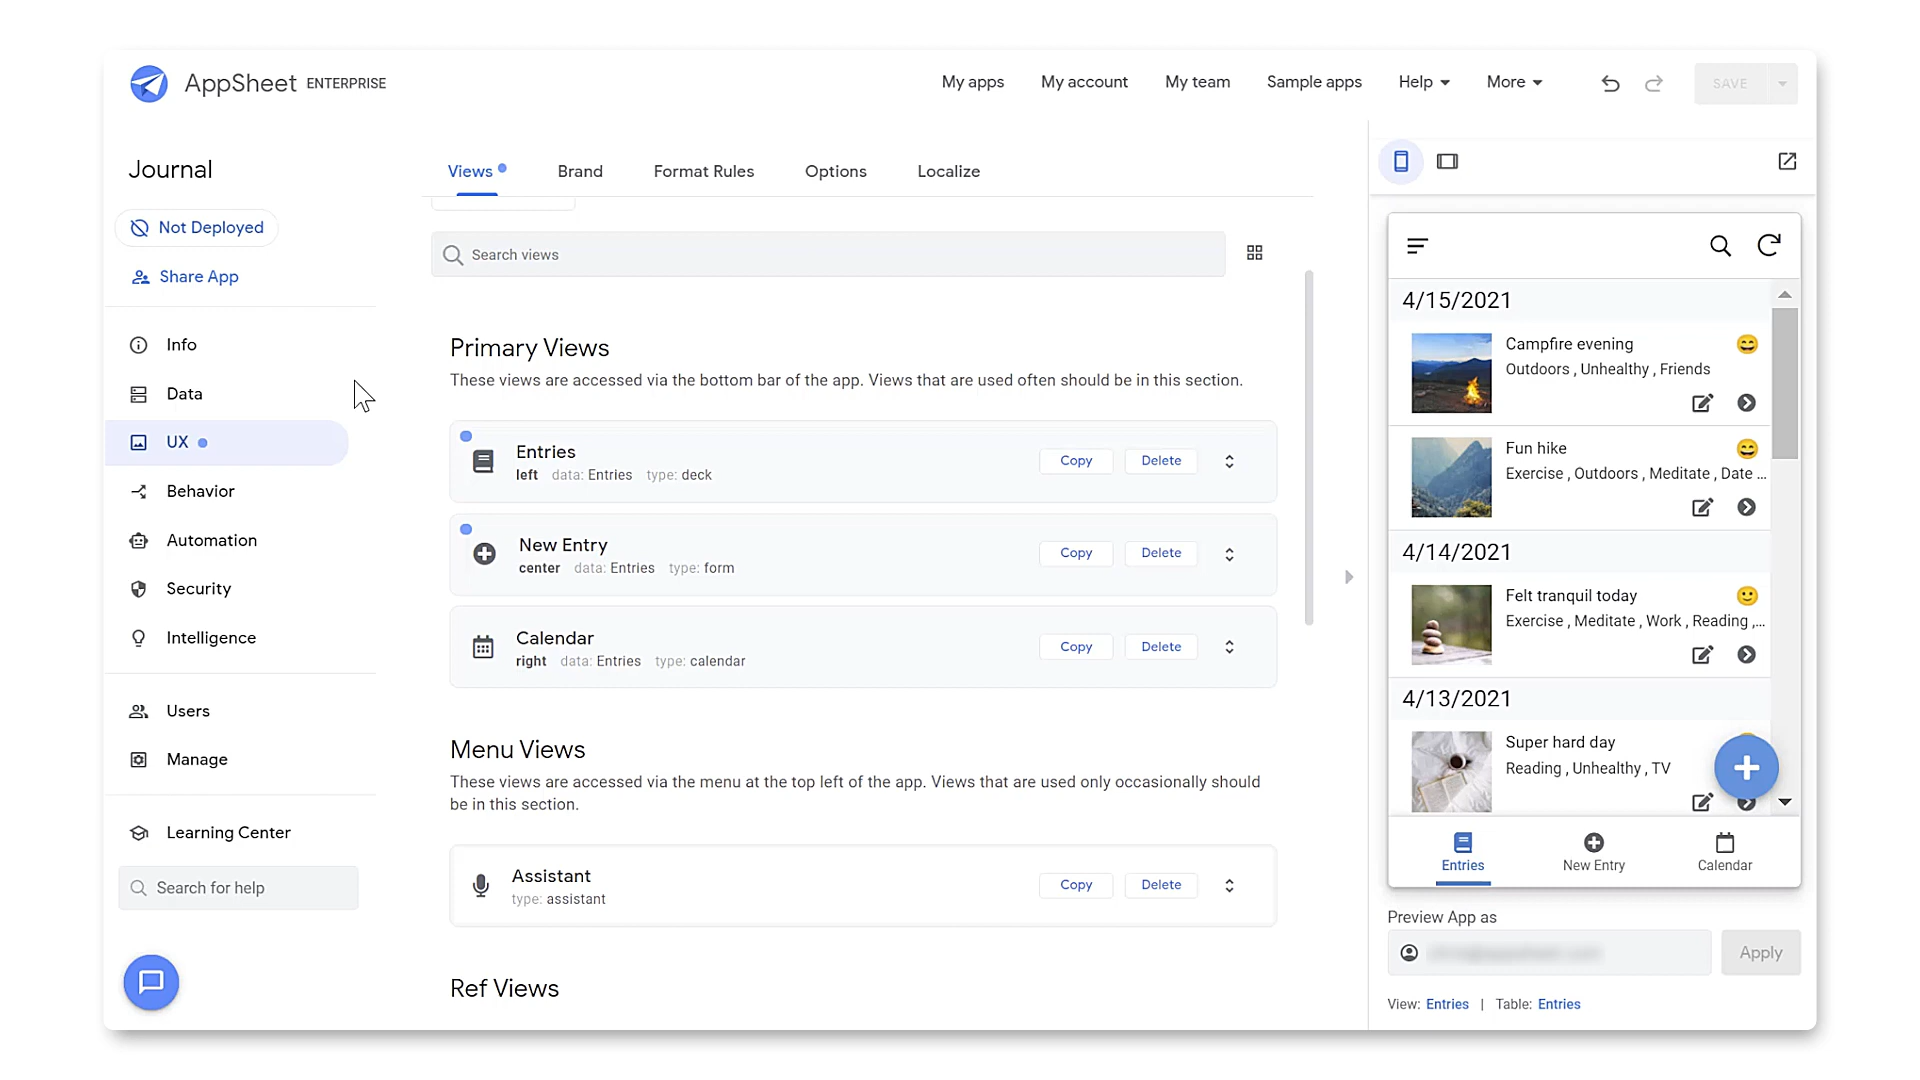 AppSheet ENTERPRISE
My apps
My account
My team
Sample apps
Help
More
SAVE
Journal
Not Deployed
Share App
Info
Data
UX
Behavior
Automation
Security
Intelligence
Users
Manage
Learning Center
Search for help
Views
Brand
Format Rules
Options
Localize
Search views
Primary Views
These views are accessed via the bottom bar of the app. Views that are used often should be in this section.
Entries
left data: Entries type: deck
Copy
Delete
New Entry
center data: Entries type: form
Copy
Delete
Calendar
right data: Entries type: calendar
Copy
Delete
Menu Views
These views are accessed via the menu at the top left of the app. Views that are used only occasionally should
be in this section.
Assistant
type: assistant
Copy
Delete
Ref Views
4/15/2021
Campfire evening
Outdoors , Unhealthy , Friends
Fun hike
Exercise , Outdoors , Meditate , Date ...
4/14/2021
Felt tranquil today
Exercise , Meditate , Work , Reading ,...
4/13/2021
Super hard day
Reading , Unhealthy , TV
Entries
New Entry
Calendar
Preview App as
Apply
View: Entries | Table: Entries